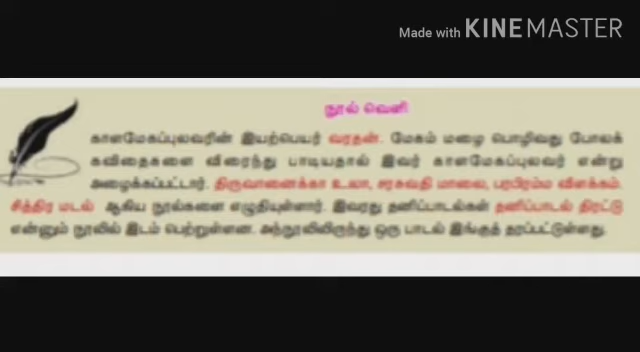 Made with KINEMASTER
நூல் வெளி
காளமேகப்புலவரின் இயற்பெயர் வரதன். மேகம் மழை பொழிவது போலக்
கவிதைகளை விரைந்து பாடியதால் இவர் காளமேகப்புலவர் என்று
அழைக்கப்பட்டார். திருவானைக்கா உலா, சரசுவதி மாலை, பரபிரம்ம விளக்கம்,
சித்திர மடல் ஆகிய நூல்களை எழுதியுள்ளார். இவரது தனிப்பாடல்கள் தனிப்பாடல் திரட்டு
என்னும் நூலில் இடம் பெற்றுள்ளன. அந்நூலிலிருந்து ஒரு பாடல் இங்குத் தரப்பட்டுள்ளது.